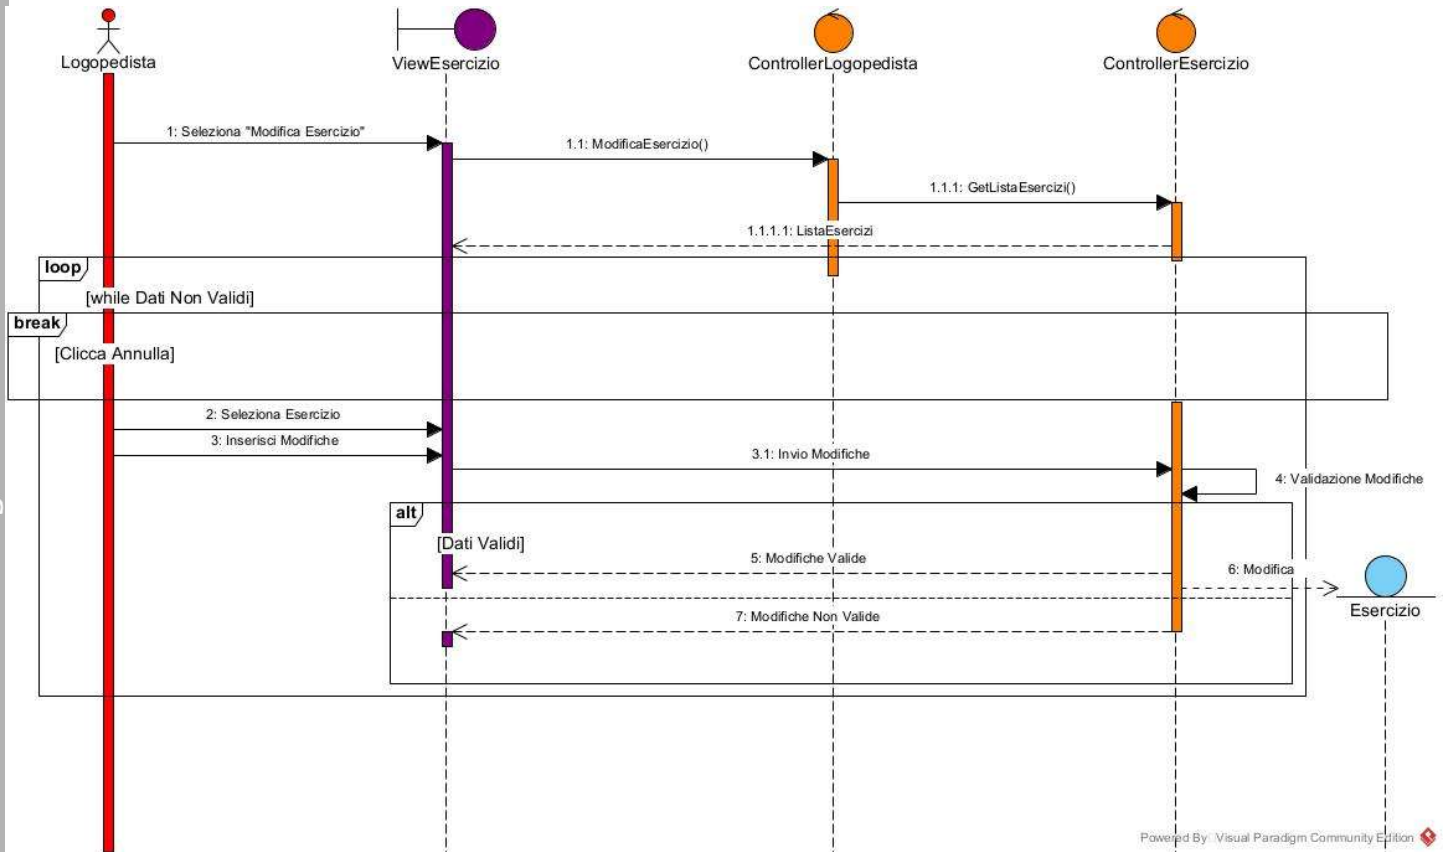 Logopedista
ViewEsercizio
ControllerLogopedista
ControllerEsercizio
1: Seleziona "Modifica Esercizio"
1.1: ModificaEsercizio()
1.1.1: GetListaEsercizi()
1.1.1.1: ListaEsercizi
loop
[while Dati Non Validi]
break
[Clicca Annulla]
2: Seleziona Esercizio
3: Inserisci Modifiche
3.1: Invio Modifiche
4: Validazione Modifiche
alt
[Dati Validi]
5: Modifiche Valide
6: Modifica
Esercizio
7: Modifiche Non Valide
Powered By Visual Paradigm Community Edition